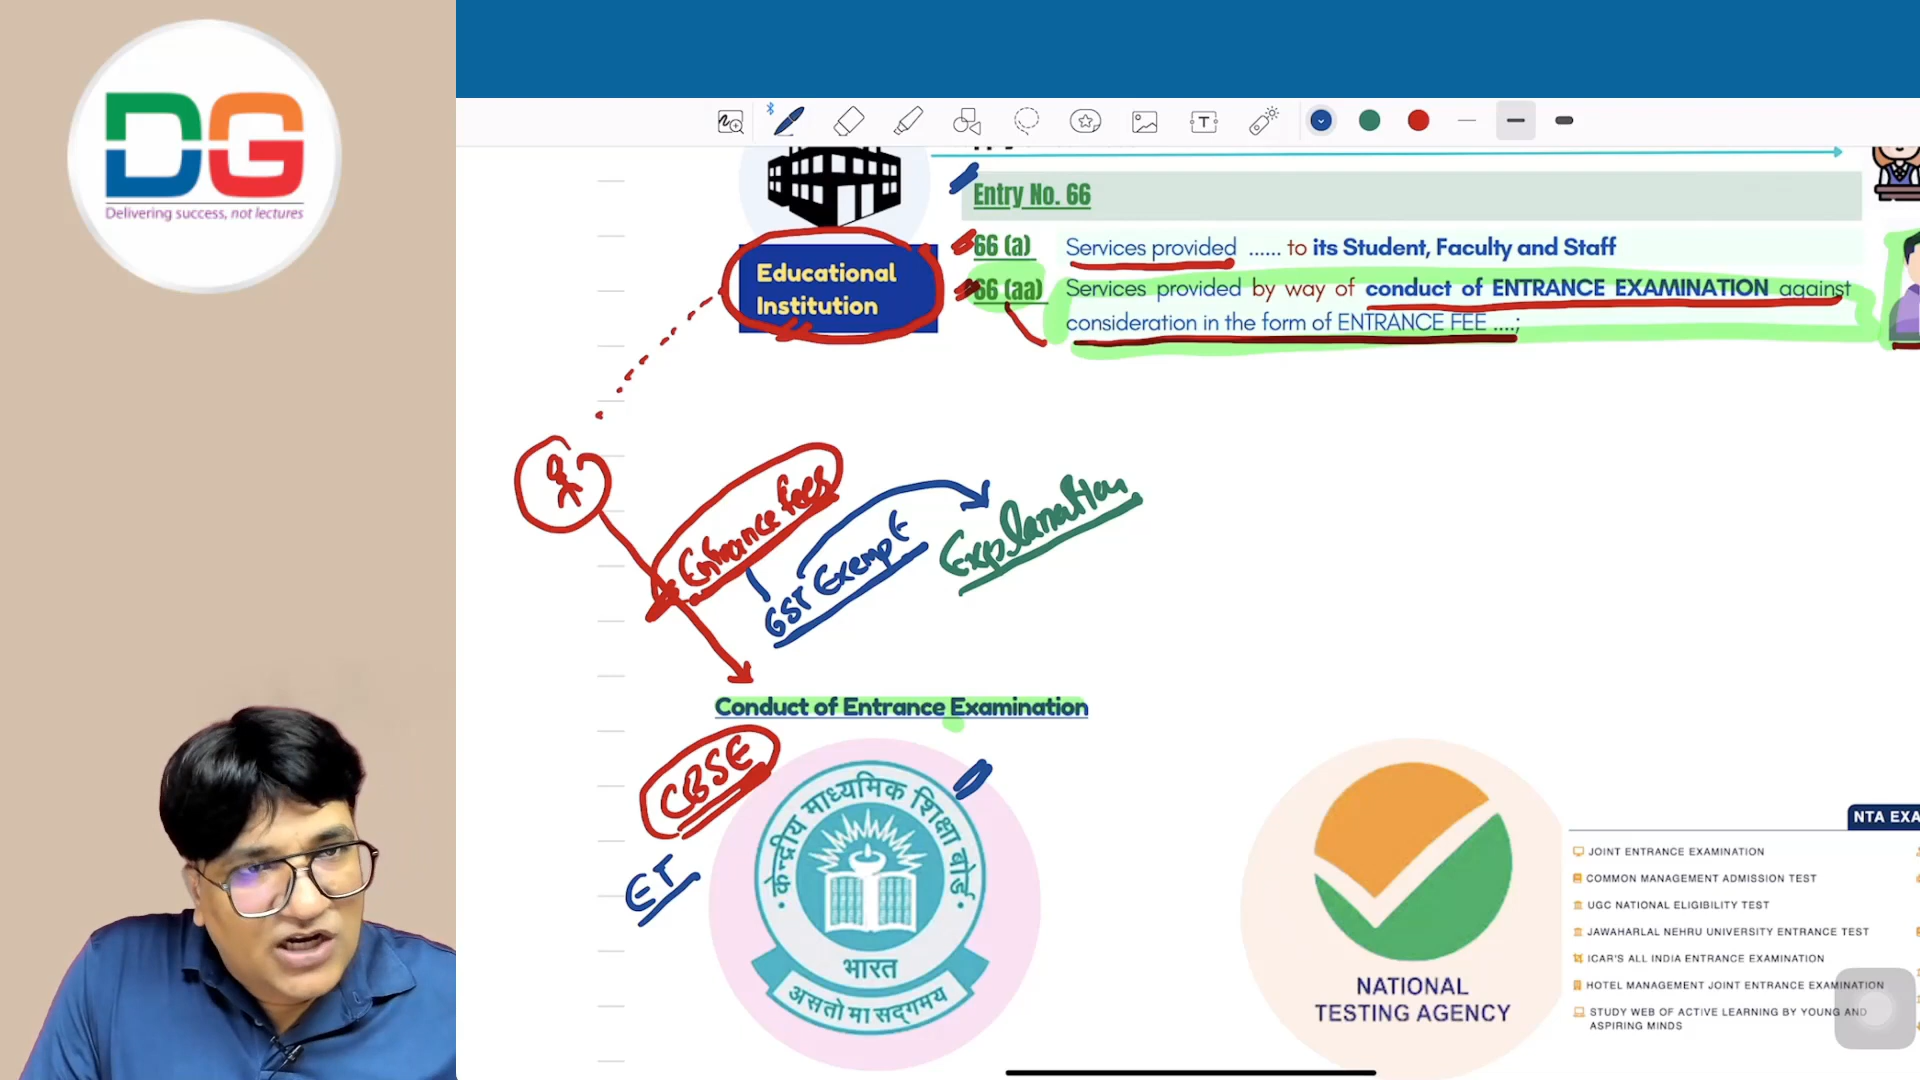 DG
Delivering success, not lectures
T
Entry No. 66
66 (a) Services provided ...... to its Student, Faculty and Staff
66 (aa) Services provided by way of conduct of ENTRANCE EXAMINATION against
consideration in the form of ENTRANCE FEE ....;
Educational
Institution
Entrance fees
GST Exempt
Explanation
Conduct of Entrance Examination
CBSE
ET
केन्द्रीय माध्यमिक शिक्षा बोर्ड
भारत
असतो मा सद्गमय
NATIONAL
TESTING AGENCY
NTA EXA
JOINT ENTRANCE EXAMINATION
COMMON MANAGEMENT ADMISSION TEST
UGC NATIONAL ELIGIBILITY TEST
JAWAHARLAL NEHRU UNIVERSITY ENTRANCE TEST
ICAR'S ALL INDIA ENTRANCE EXAMINATION
HOTEL MANAGEMENT JOINT ENTRANCE EXAMINATION
STUDY WEB OF ACTIVE LEARNING BY YOUNG AND
ASPIRING MINDS